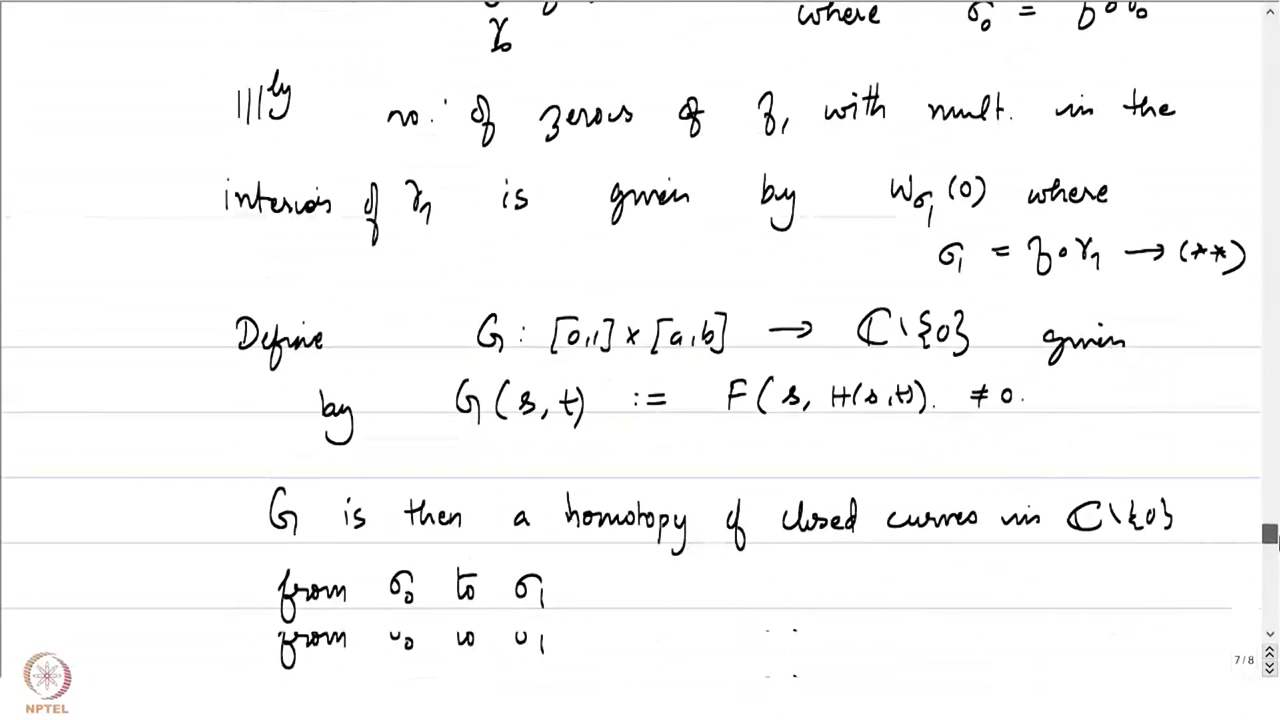 γ₀ where σ₀ = f∘γ₀
|||ly no: of zeros of f₁ with mult. in the
interior of γ₁ is given by W_σ₁(0) where
σ₁ = f∘γ₁ → (**)
Define G : [0,1] × [a,b] → ℂ\{0} given
by G(s,t) := F(s, H(s,t). ≠ 0.
G is then a homotopy of closed curves in ℂ\{0}
from σ₀ to σ₁
from
7/8
NPTEL